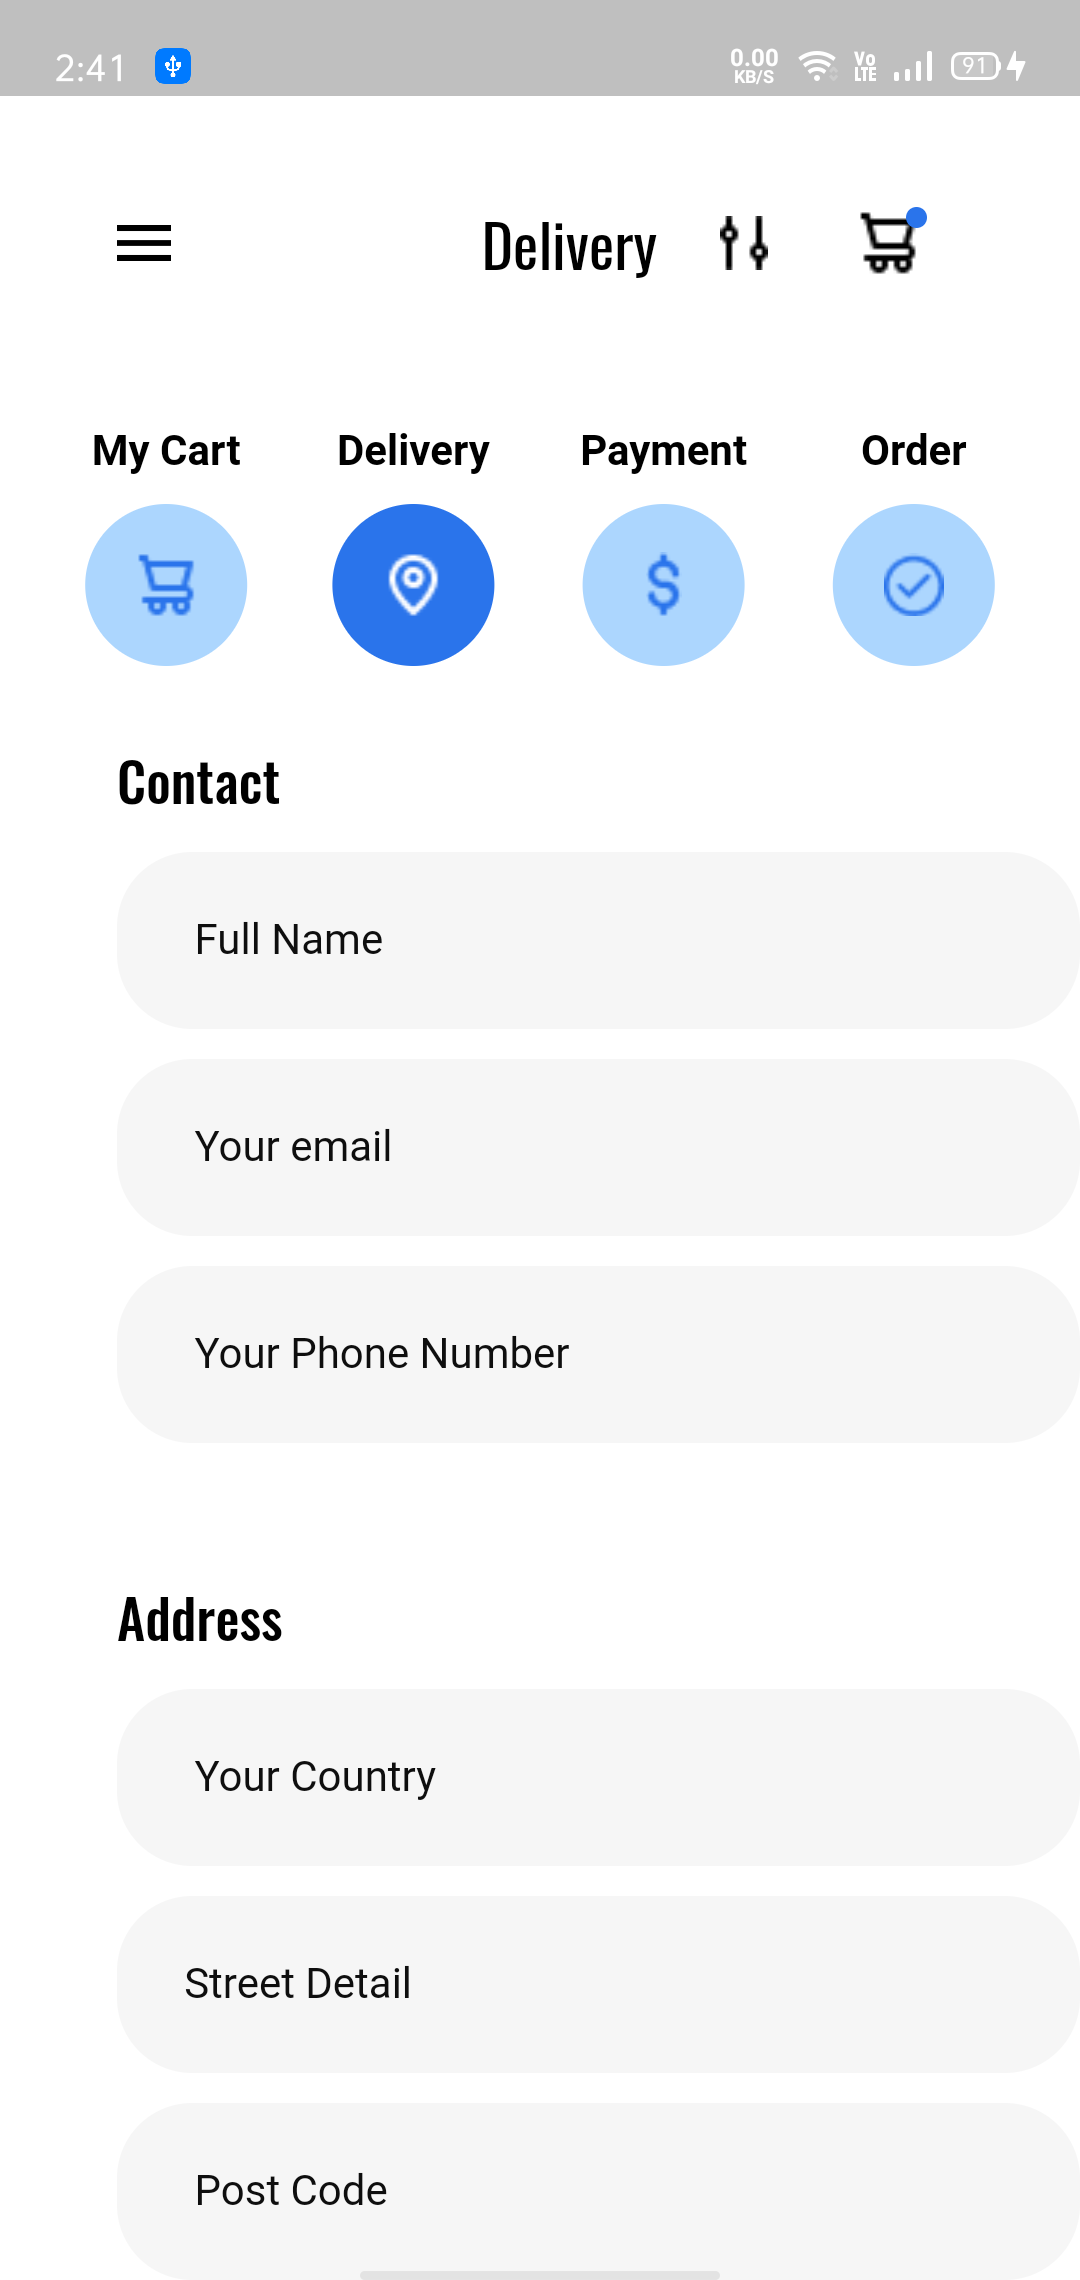 2:41 0.00 KB/S Vo LTE 91
Delivery
My Cart Delivery Payment Order
Contact
Full Name
Your email
Your Phone Number
Address
Your Country
Street Detail
Post Code